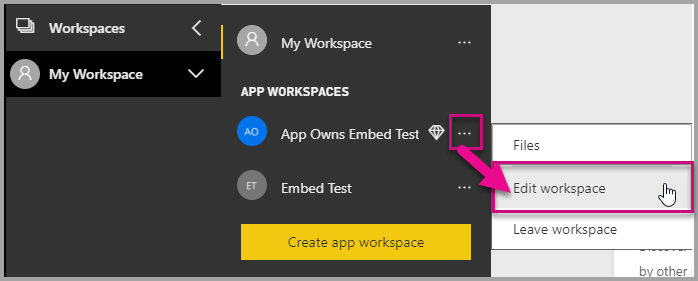 Workspaces
My Workspace
My Workspace
...
APP WORKSPACES
AO
App Owns Embed Test
...
ET
Embed Test
...
Create app workspace
Files
Edit workspace
Leave workspace
Discover
by other